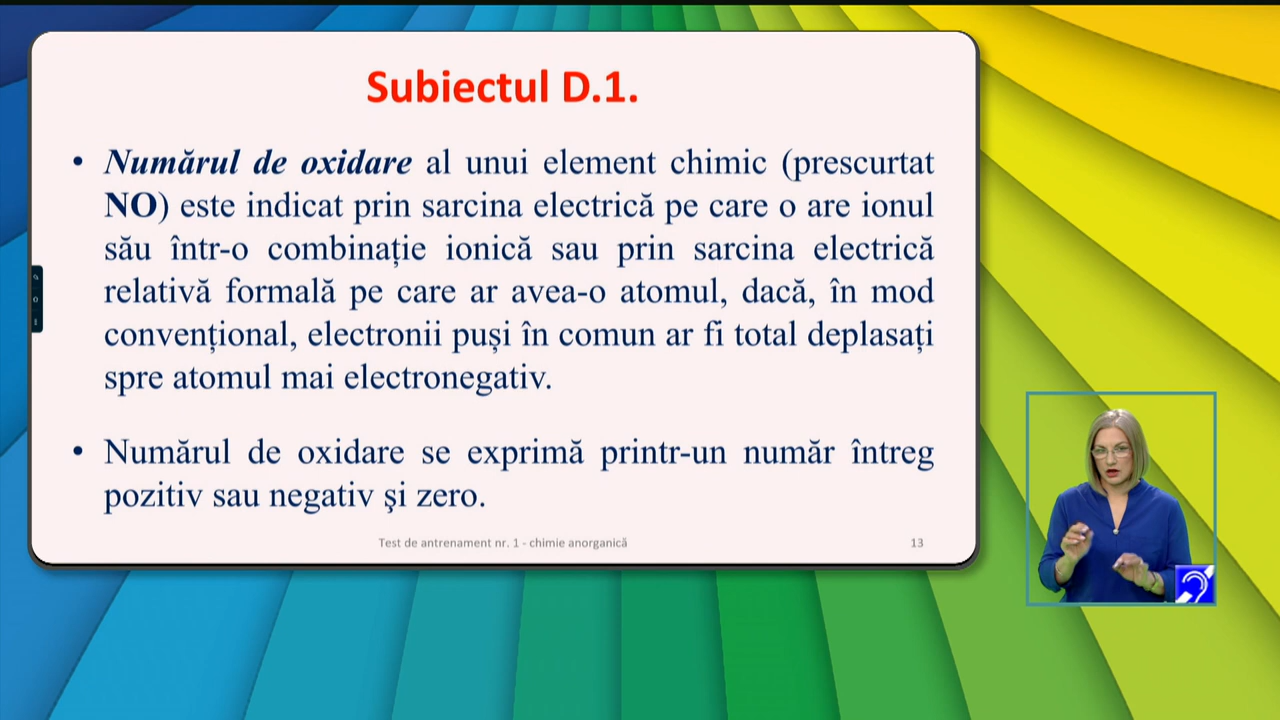 Subiectul D.1.
• Numărul de oxidare al unui element chimic (prescurtat
NO) este indicat prin sarcina electrică pe care o are ionul
său într-o combinație ionică sau prin sarcina electrică
relativă formală pe care ar avea-o atomul, dacă, în mod
convențional, electronii puși în comun ar fi total deplasați
spre atomul mai electronegativ.
• Numărul de oxidare se exprimă printr-un număr întreg
pozitiv sau negativ şi zero.
Test de antrenament nr. 1 - chimie anorganică
13